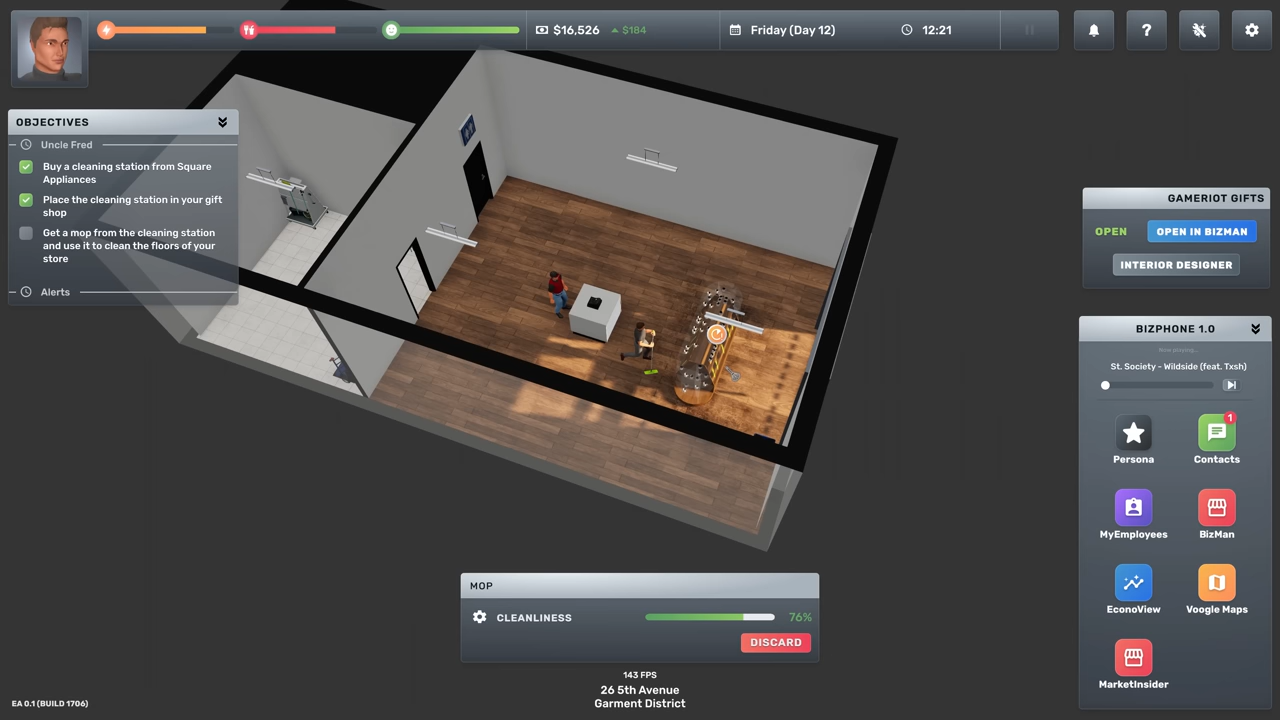 $16,526
$184
Friday (Day 12)
12:21
?
OBJECTIVES
Uncle Fred
Buy a cleaning station from Square
Appliances
Place the cleaning station in your gift
shop
Get a mop from the cleaning station
and use it to clean the floors of your
store
Alerts
GAMERIOT GIFTS
OPEN
OPEN IN BIZMAN
INTERIOR DESIGNER
BIZPHONE 1.0
Now playing...
St. Society - Wildside (feat. Txsh)
1
Persona
Contacts
MyEmployees
BizMan
EconoView
Voogle Maps
MarketInsider
MOP
CLEANLINESS
76%
DISCARD
143 FPS
26 5th Avenue
Garment District
EA 0.1 (BUILD 1706)